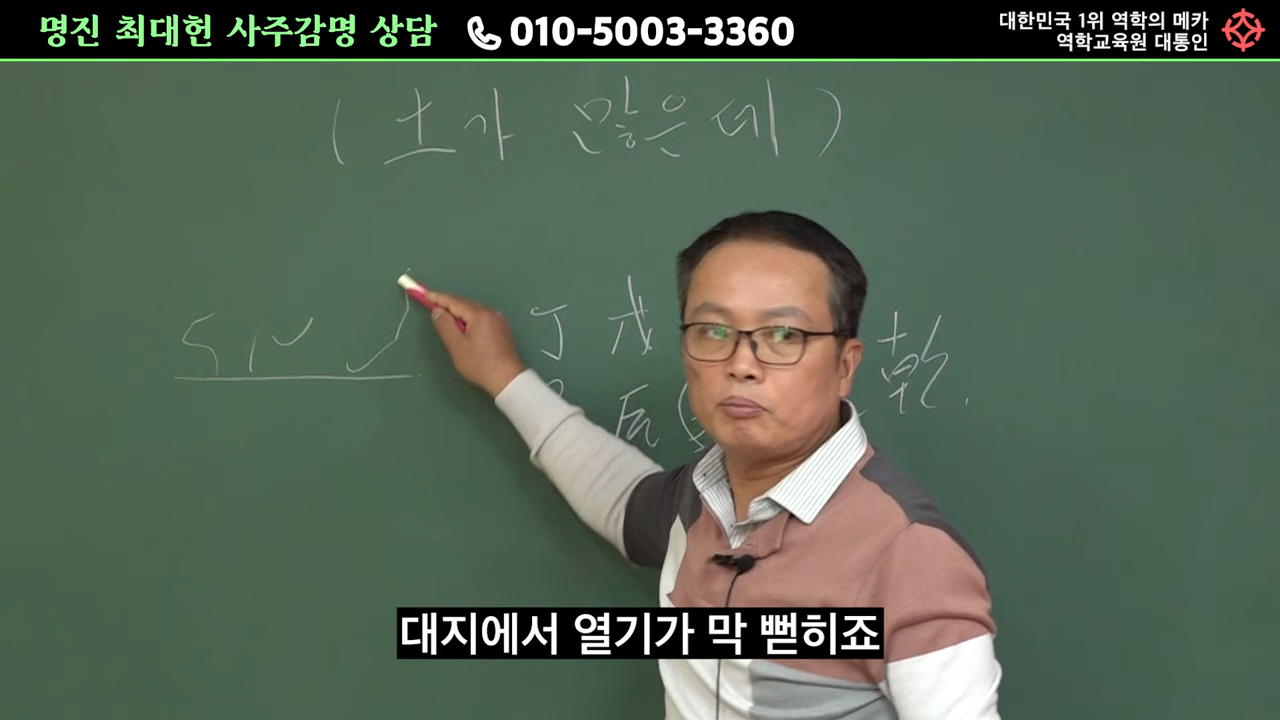 명진 최대헌 사주감명 상담 010-5003-3360
대한민국 1위 역학의 메카
역학교육원 대통인
(土가 많은데)
丁 戊
辰
乾.
대지에서 열기가 막 뻗히죠